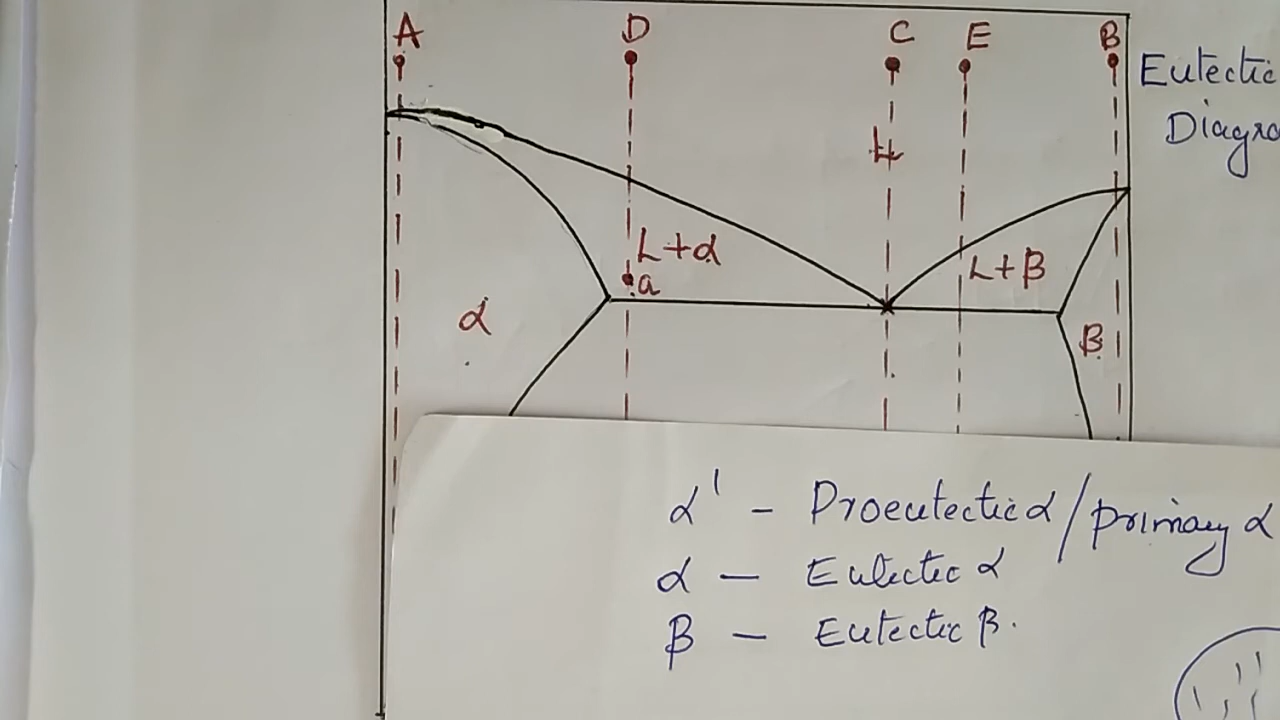 A D C E B
Eutectic
Diagra
L
L+α
a
L+β
α
β
α' - Proeutectic α / primary α
α - Eutectic α
β - Eutectic β.